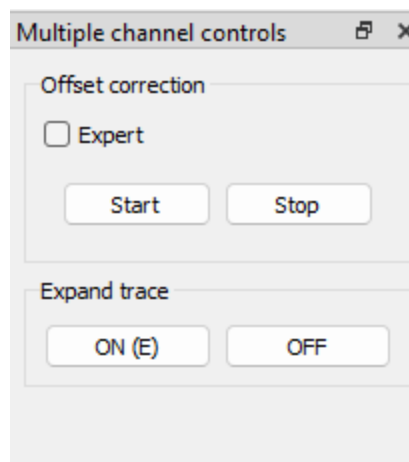 Multiple channel controls
Offset correction
Expert
Start Stop
Expand trace
ON (E) OFF